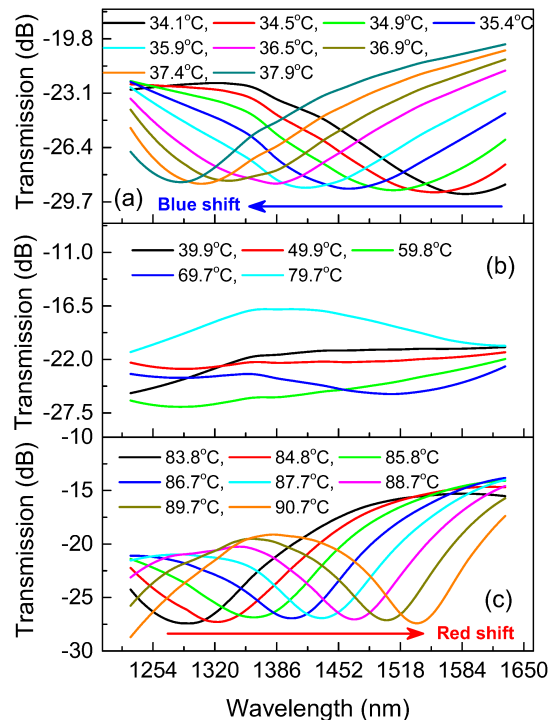 34.1°C, 34.5°C, 34.9°C, 35.4°C
35.9°C, 36.5°C, 36.9°C,
37.4°C, 37.9°C
Transmission (dB)
-19.8
-23.1
-26.4
-29.7
(a)
Blue shift
39.9°C, 49.9°C, 59.8°C
69.7°C, 79.7°C
(b)
Transmission (dB)
-11.0
-16.5
-22.0
-27.5
83.8°C, 84.8°C, 85.8°C
86.7°C, 87.7°C, 88.7°C
89.7°C, 90.7°C
Transmission (dB)
-10
-15
-20
-25
-30
(c)
Red shift
1254 1320 1386 1452 1518 1584 1650
Wavelength (nm)